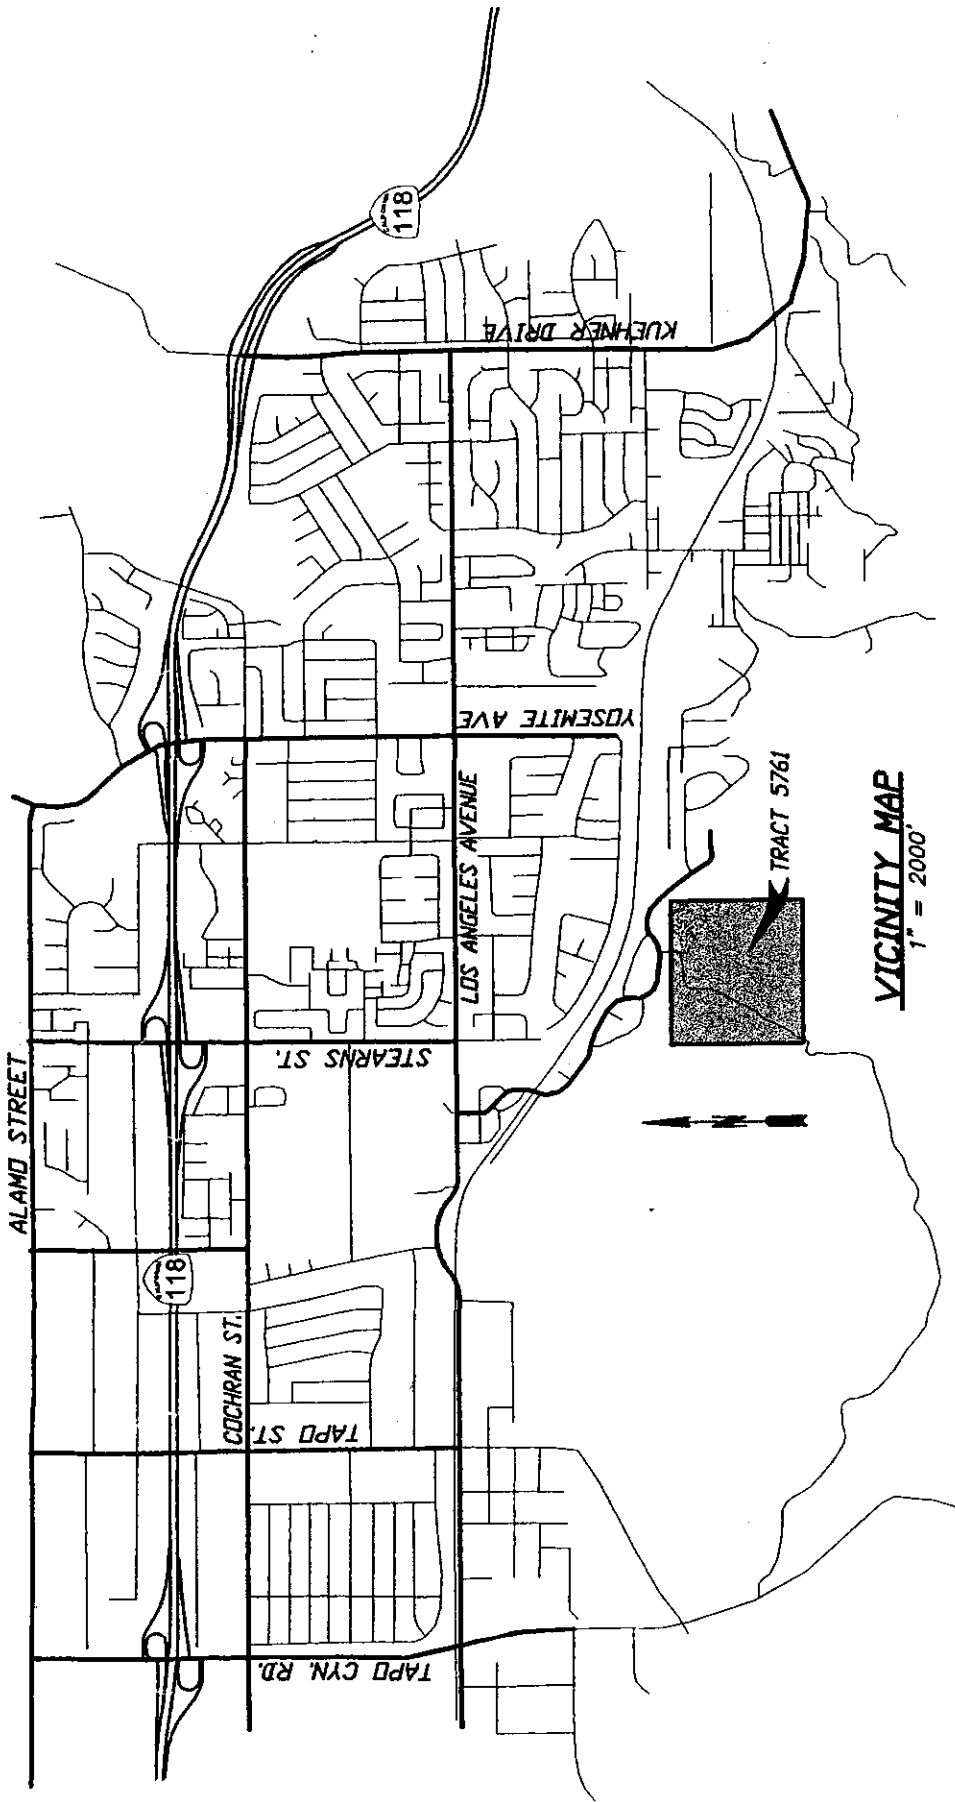 ALAMO STREET
118
118
COCHRAN ST.
TAPO CYN. RD.
TAPO ST.
STEARNS ST.
LOS ANGELES AVENUE
YOSEMITE AVE
KUEHNER DRIVE
TRACT 5761
VICINITY MAP
1" = 2000'